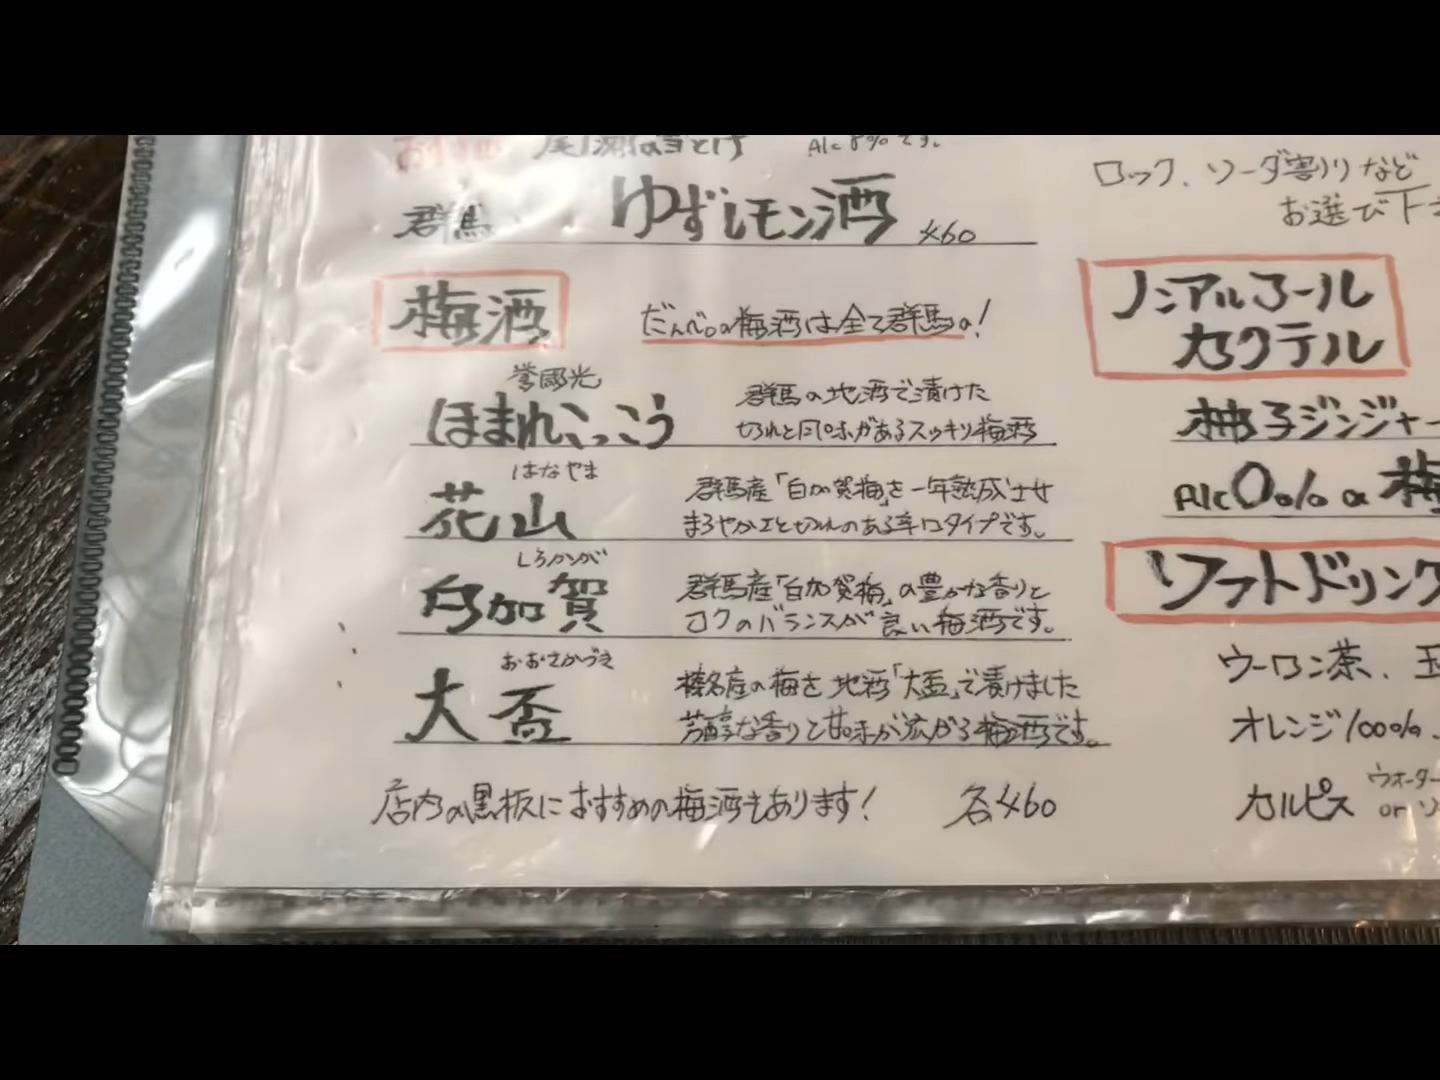 おすすめ 尾瀬の雪どけ Alc 8%です。
群馬 ゆずレモン酒 460
梅酒 だんべの梅酒は全て群馬の!
誉國光
ほまれこっこう 群馬の地酒で漬けた
切れと風味があるスッキリ梅酒
はなやま
花山 群馬産「白加賀梅」を一年熟成させ
まろやかさと切れのある辛口タイプです。
しろかが
白加賀 群馬産「白加賀梅」の豊かな香りと
コクのバランスが良い梅酒です。
おおさかづき
大盃 榛名産の梅を地酒「大盃」で漬けました
芳醇な香りと甘味が広がる梅酒です。
店内の黒板におすすめの梅酒もあります! 各460
ロック、ソーダ割りなど
お選び下さ
ノンアルコール
カクテル
柚子ジンジャー
Alc 0%の梅
ソフトドリンク
ウーロン茶、玉
オレンジ100%、
ウォーター
カルピス or ソ